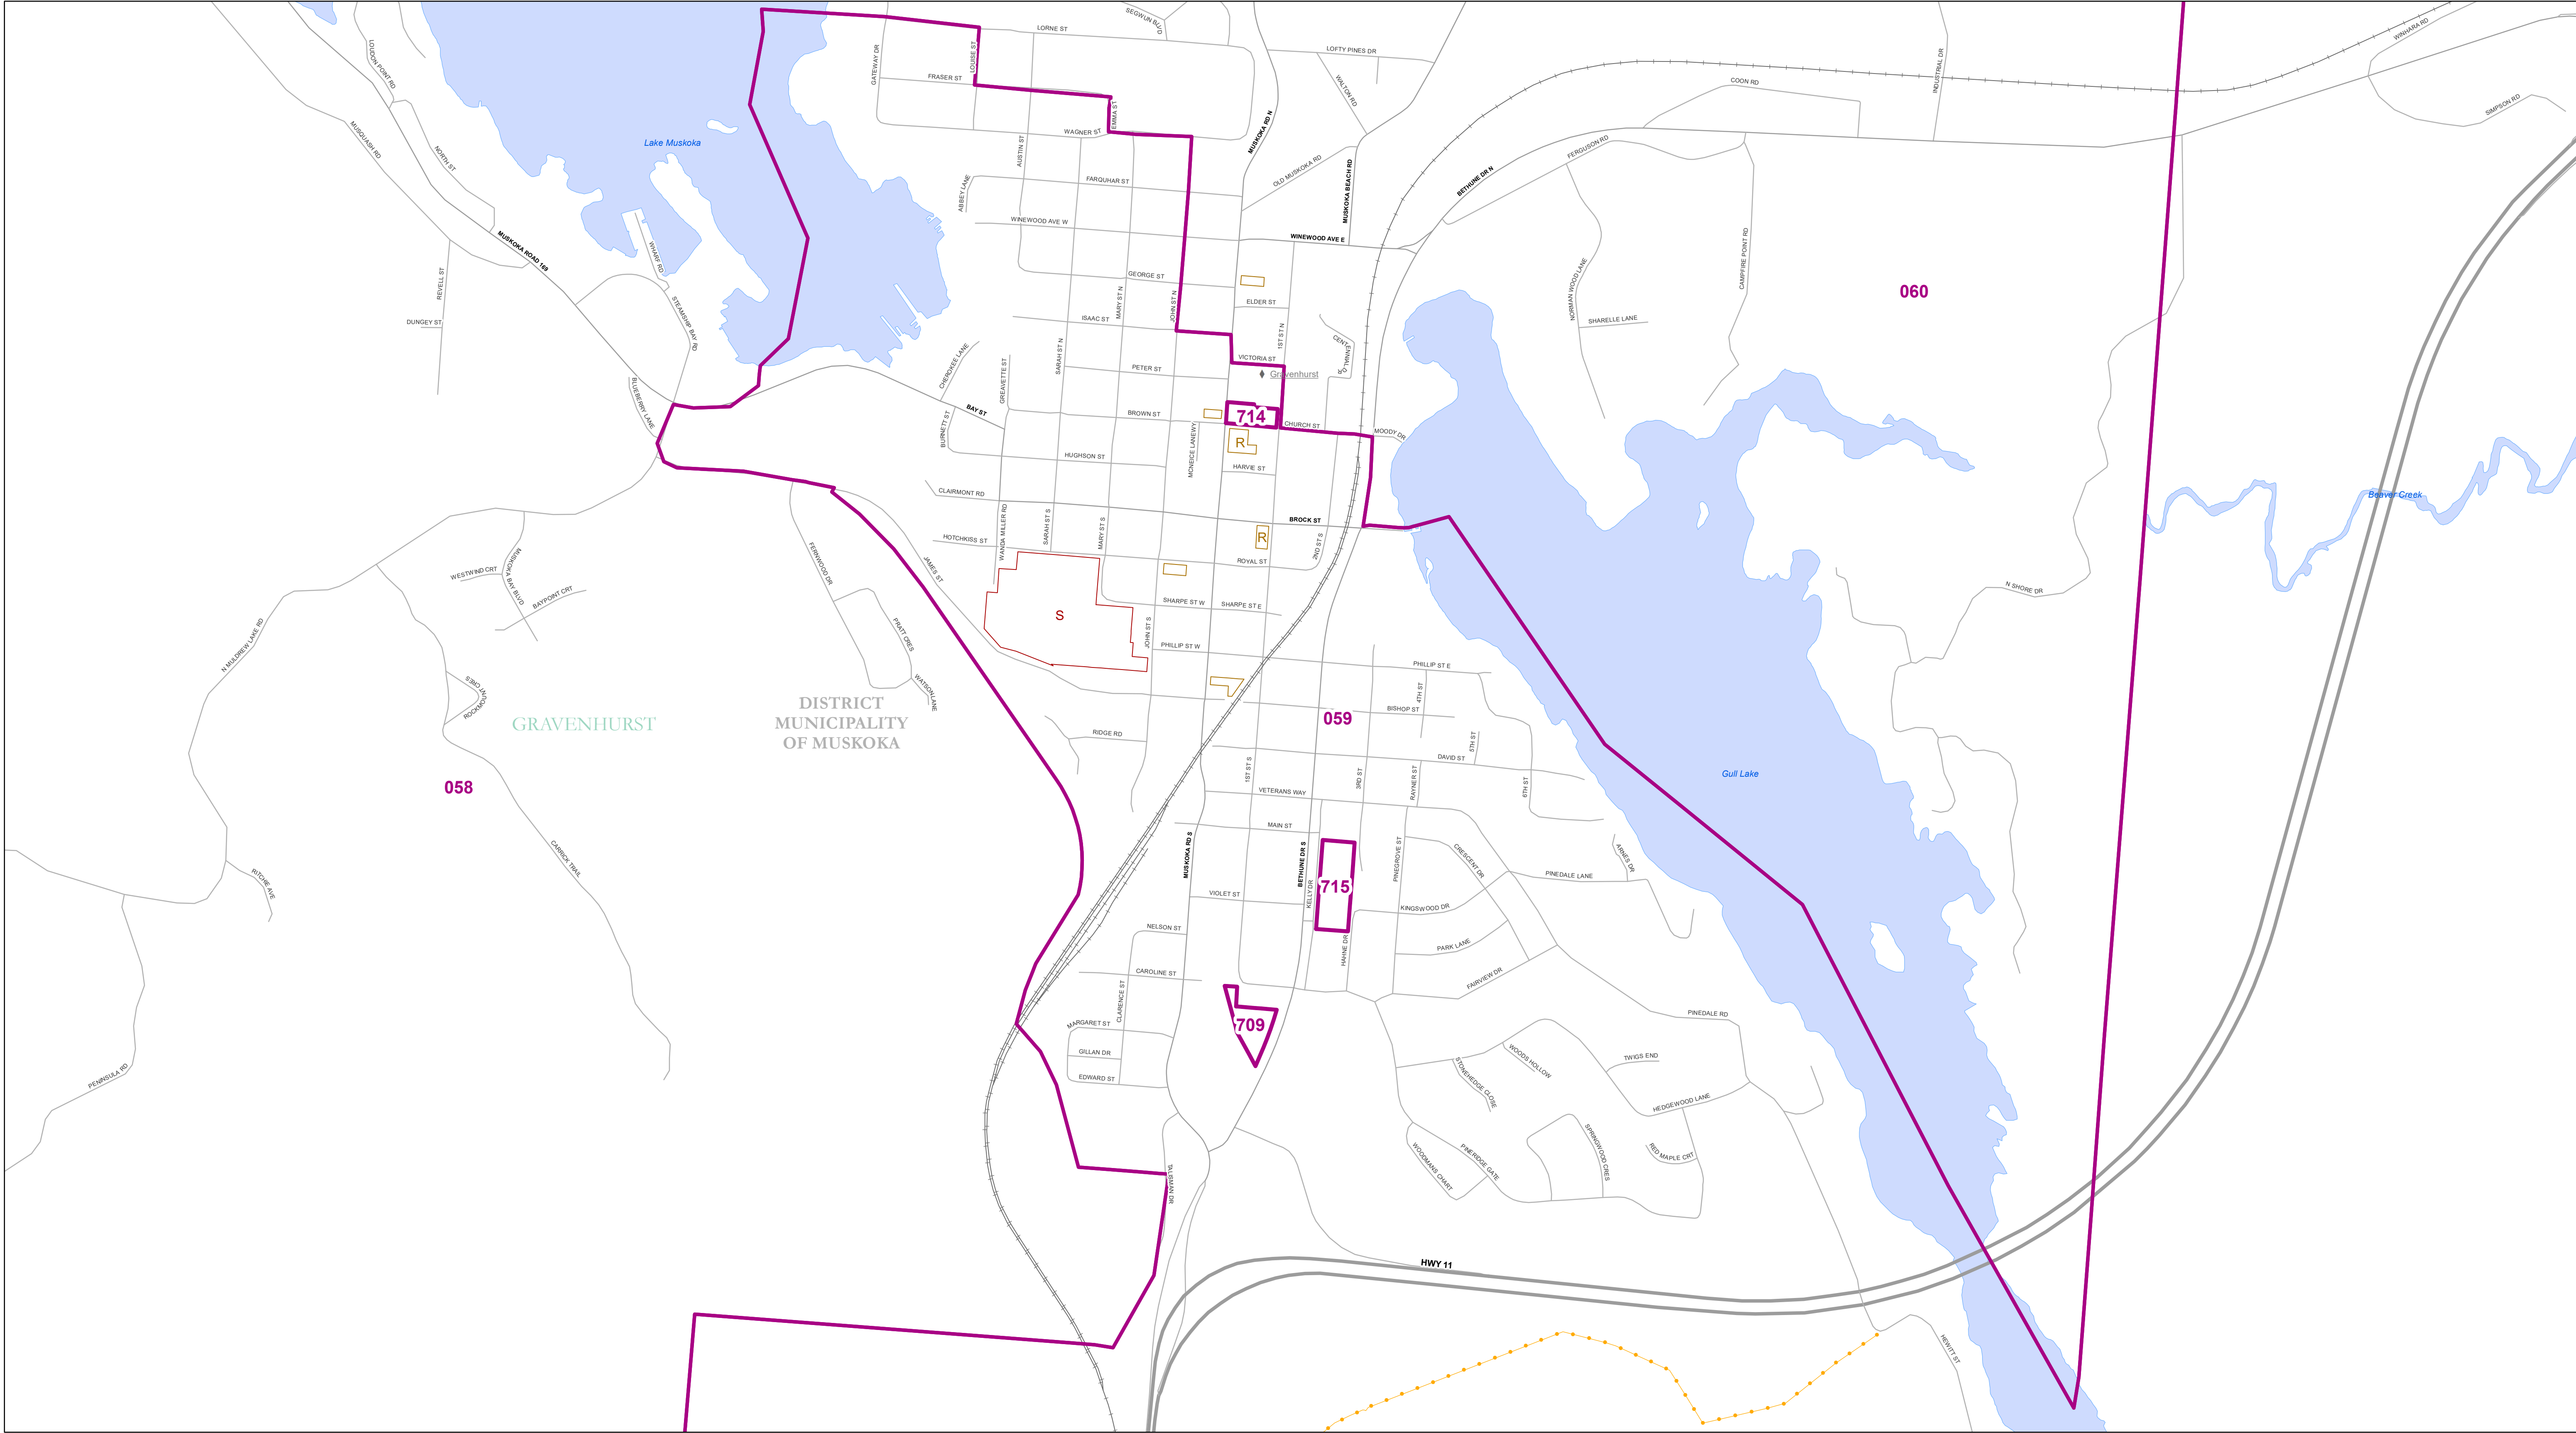 SEGWUN BLVD
LORNE ST
LOUDON POINT RD
GATEWAY DR
LOUISE ST
LOFTY PINES DR
WINHARA RD
FRASER ST
WALTON RD
COON RD
INDUSTRIAL DR
SIMPSON RD
EMMA ST
MUSKOKA RD N
MUSQUASH RD
Lake Muskoka
WAGNER ST
AUSTIN ST
NORTH ST
OLD MUSKOKA RD
FERGUSON RD
ABBEY LANE
FARQUHAR ST
MUSKOKA BEACH RD
BETHUNE DR N
WINEWOOD AVE W
WINEWOOD AVE E
MUSKOKA ROAD 169
WHARF RD
CAMPFIRE POINT RD
NORMAN WOOD LANE
REVELL ST
GEORGE ST
060
STEAMSHIP BAY RD
MARY ST N
JOHN ST N
ELDER ST
DUNGEY ST
ISAAC ST
1ST ST N
SHARELLE LANE
CHEROKEE LANE
SARAH ST N
CENTENNIAL DR
VICTORIA ST
GREAVETTE ST
PETER ST
Gravenhurst
BLUEBERRY LANE
BAY ST
BROWN ST
714
CHURCH ST
MOODY DR
BURNETT ST
MCNEICE LANEWY
R
HUGHSON ST
HARVIE ST
CLAIRMONT RD
Beaver Creek
BROCK ST
WANDA MILLER RD
SARAH ST S
MARY ST S
HOTCHKISS ST
R
2ND ST S
FERNWOOD DR
JAMES ST
ROYAL ST
MUSKOKA BAY BLVD
WESTWIND CRT
BAYPOINT CRT
N SHORE DR
S
SHARPE ST W
SHARPE ST E
N MULDREW LAKE RD
PRATT CRES
JOHN ST S
PHILLIP ST W
PHILLIP ST E
ROCKMOUNT CRES
WATSON LANE
4TH ST
DISTRICT
MUNICIPALITY
OF MUSKOKA
GRAVENHURST
BISHOP ST
059
RIDGE RD
5TH ST
DAVID ST
1ST ST S
3RD ST
RAYNER ST
6TH ST
Gull Lake
058
VETERANS WAY
MAIN ST
MUSKOKA RD S
BETHUNE DR S
PINEGROVE ST
CRESCENT DR
ARNES DR
CARRICK TRAIL
RITCHIE AVE
PINEDALE LANE
715
VIOLET ST
KELLY DR
KINGSWOOD DR
NELSON ST
HAHNE DR
PARK LANE
CAROLINE ST
FAIRVIEW DR
CLARENCE ST
PINEDALE RD
MARGARET ST
709
GILLAN DR
WOODS HOLLOW
TWIGS END
STONEHEDGE CLOSE
EDWARD ST
PENINSULA RD
HEDGEWOOD LANE
SPRINGWOOD CRES
RED MAPLE CRT
WOODMANS CHART
PINERIDGE GATE
TALISMAN DR
HWY 11
HEWITT ST